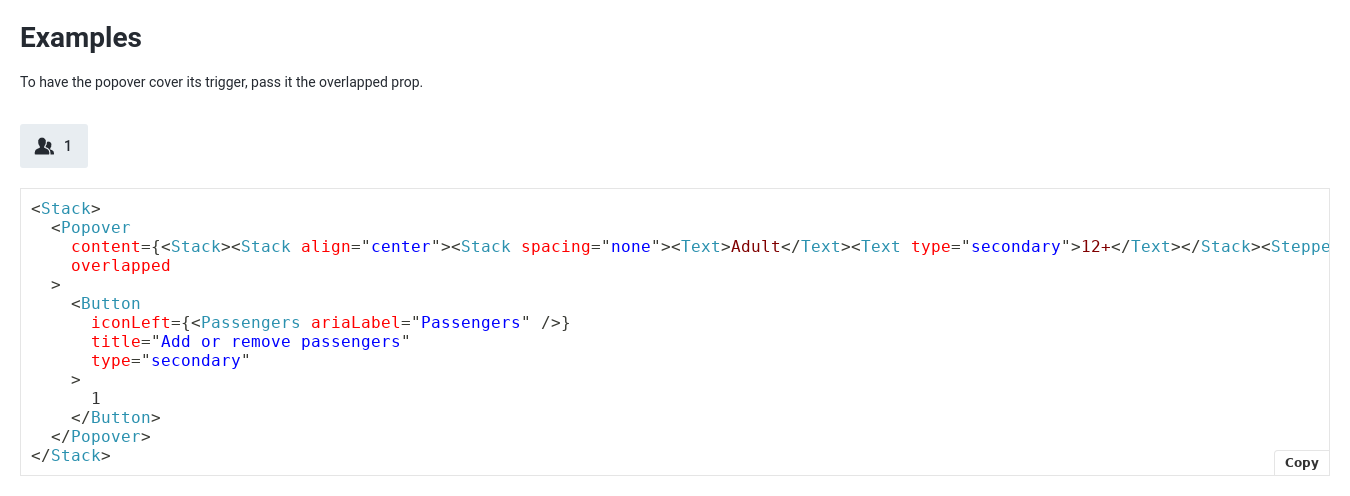 Examples
To have the popover cover its trigger, pass it the overlapped prop.
1
<Stack>
  <Popover
    content={<Stack><Stack align="center"><Stack spacing="none"><Text>Adult</Text><Text type="secondary">12+</Text></Stack><Steppe
    overlapped
  >
    <Button
      iconLeft={<Passengers ariaLabel="Passengers" />}
      title="Add or remove passengers"
      type="secondary"
    >
      1
    </Button>
  </Popover>
</Stack>
Copy